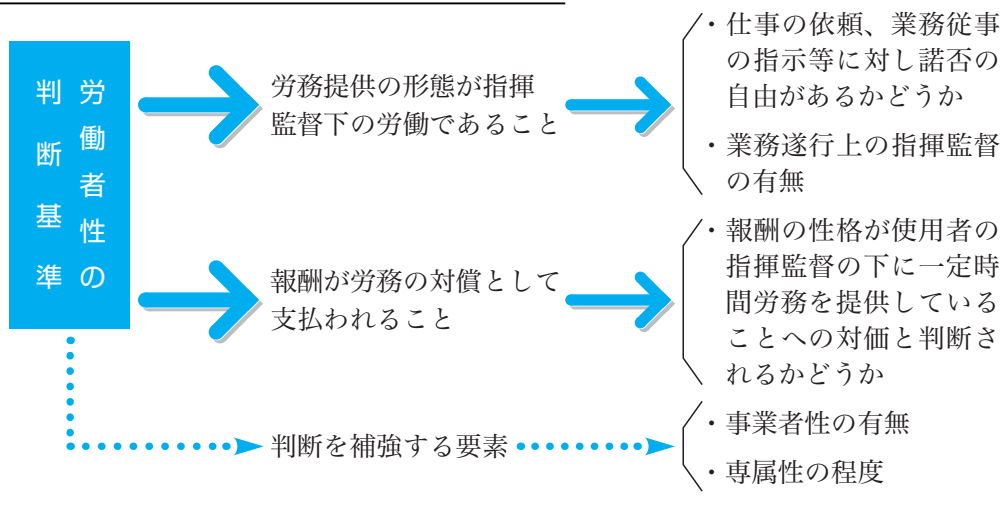 労働者性の
判断基準
労務提供の形態が指揮
監督下の労働であること
・仕事の依頼、業務従事
の指示等に対し諾否の
自由があるかどうか
・業務遂行上の指揮監督
の有無
報酬が労務の対償として
支払われること
・報酬の性格が使用者の
指揮監督の下に一定時
間労務を提供している
ことへの対価と判断さ
れるかどうか
判断を補強する要素
・事業者性の有無
・専属性の程度